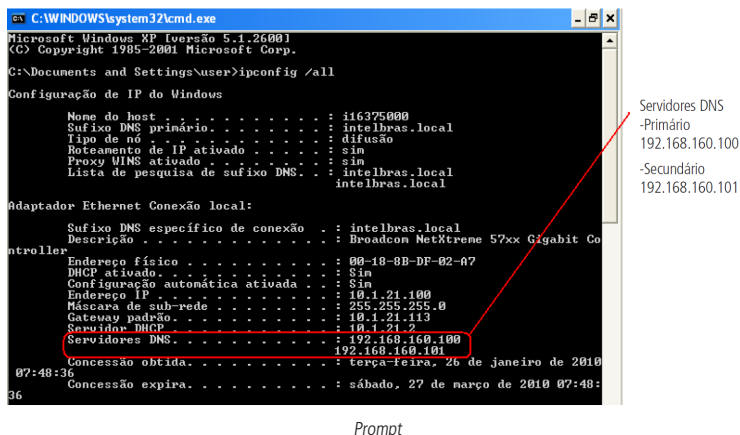 C:\WINDOWS\system32\cmd.exe
Microsoft Windows XP [versão 5.1.2600]
(C) Copyright 1985-2001 Microsoft Corp.
C:\Documents and Settings\user>ipconfig /all
Configuração de IP do Windows
Nome do host . . . . . . . . . . . : i16375000
Sufixo DNS primário. . . . . . . . : intelbras.local
Tipo de nó . . . . . . . . . . . . : difusão
Roteamento de IP ativado . . . . . : sim
Proxy WINS ativado . . . . . . . . : sim
Lista de pesquisa de sufixo DNS. . : intelbras.local
intelbras.local
Adaptador Ethernet Conexão local:
Sufixo DNS específico de conexão  . : intelbras.local
Descrição . . . . . . . . . . . . . : Broadcom NetXtreme 57xx Gigabit Co
ntroller
Endereço físico . . . . . . . . . . : 00-18-8B-DF-02-A7
DHCP ativado. . . . . . . . . . . . : Sim
Configuração automática ativada . . : Sim
Endereço IP . . . . . . . . . . . . : 10.1.21.100
Máscara de sub-rede . . . . . . . . : 255.255.255.0
Gateway padrão. . . . . . . . . . . : 10.1.21.113
Servidor DHCP . . . . . . . . . . . : 10.1.21.2
Servidores DNS. . . . . . . . . . . : 192.168.160.100
192.168.160.101
Concessão obtida. . . . . . . . . . : terça-feira, 26 de janeiro de 2010
07:48:36
Concessão expira. . . . . . . . . . : sábado, 27 de março de 2010 07:48:
36
Servidores DNS
-Primário
192.168.160.100
-Secundário
192.168.160.101
Prompt